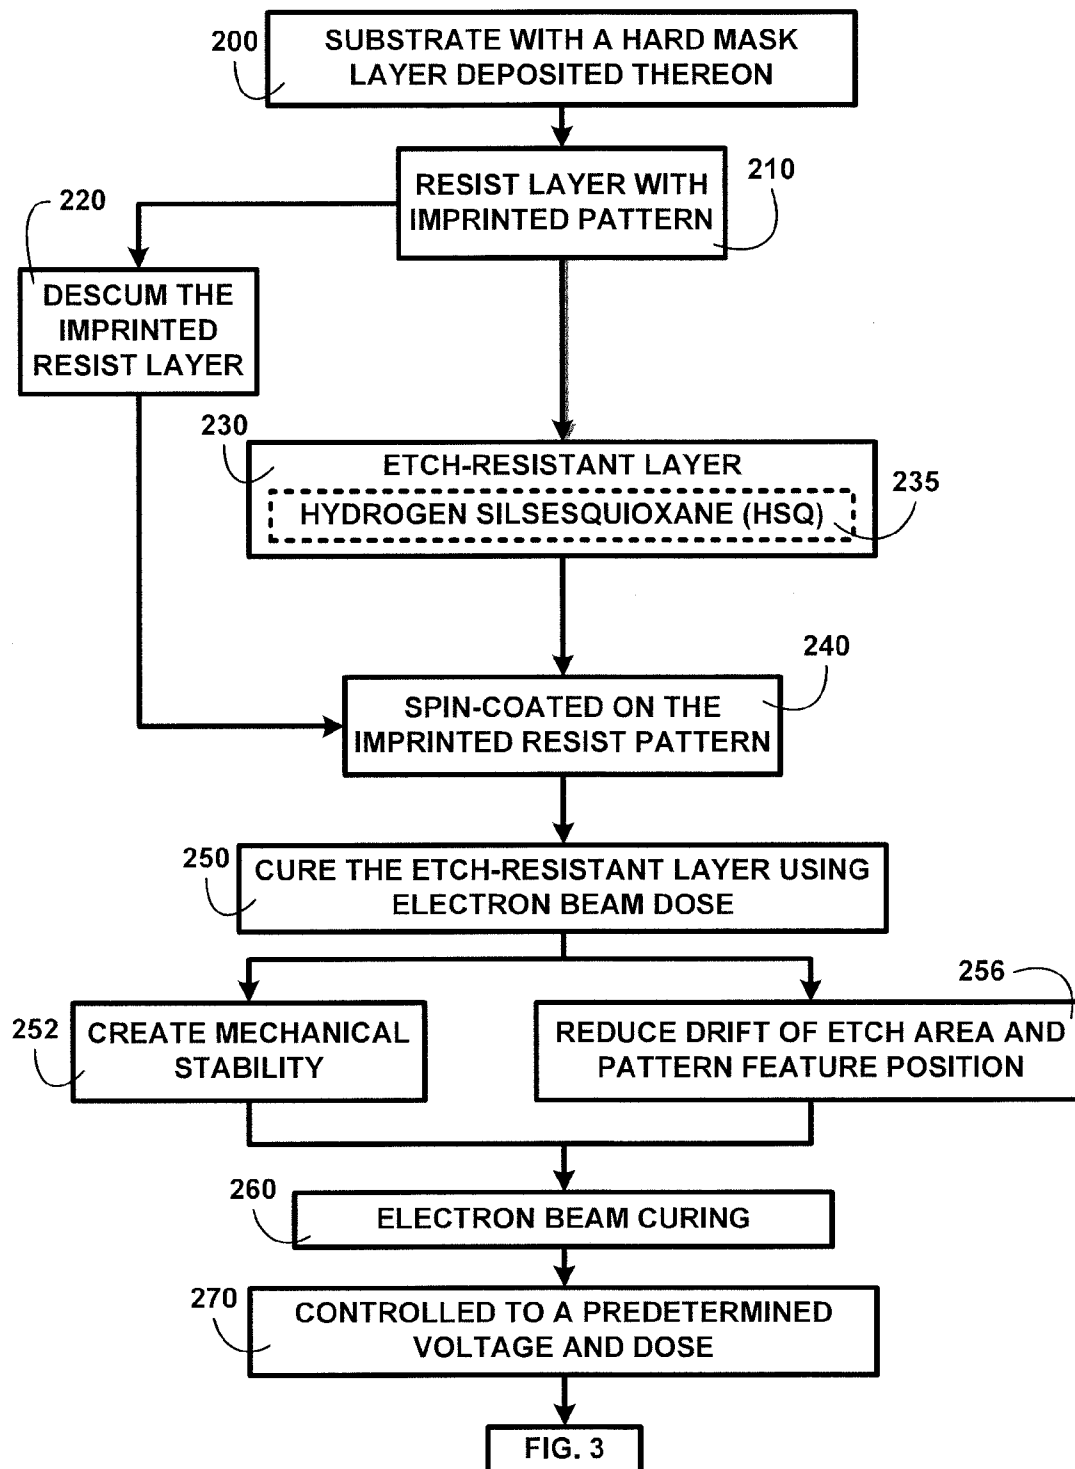 200
SUBSTRATE WITH A HARD MASK
LAYER DEPOSITED THEREON
210
RESIST LAYER WITH
IMPRINTED PATTERN
220
DESCUM THE
IMPRINTED
RESIST LAYER
230
ETCH-RESISTANT LAYER
235
HYDROGEN SILSESQUIOXANE (HSQ)
240
SPIN-COATED ON THE
IMPRINTED RESIST PATTERN
250
CURE THE ETCH-RESISTANT LAYER USING
ELECTRON BEAM DOSE
252
CREATE MECHANICAL
STABILITY
256
REDUCE DRIFT OF ETCH AREA AND
PATTERN FEATURE POSITION
260
ELECTRON BEAM CURING
270
CONTROLLED TO A PREDETERMINED
VOLTAGE AND DOSE
FIG. 3